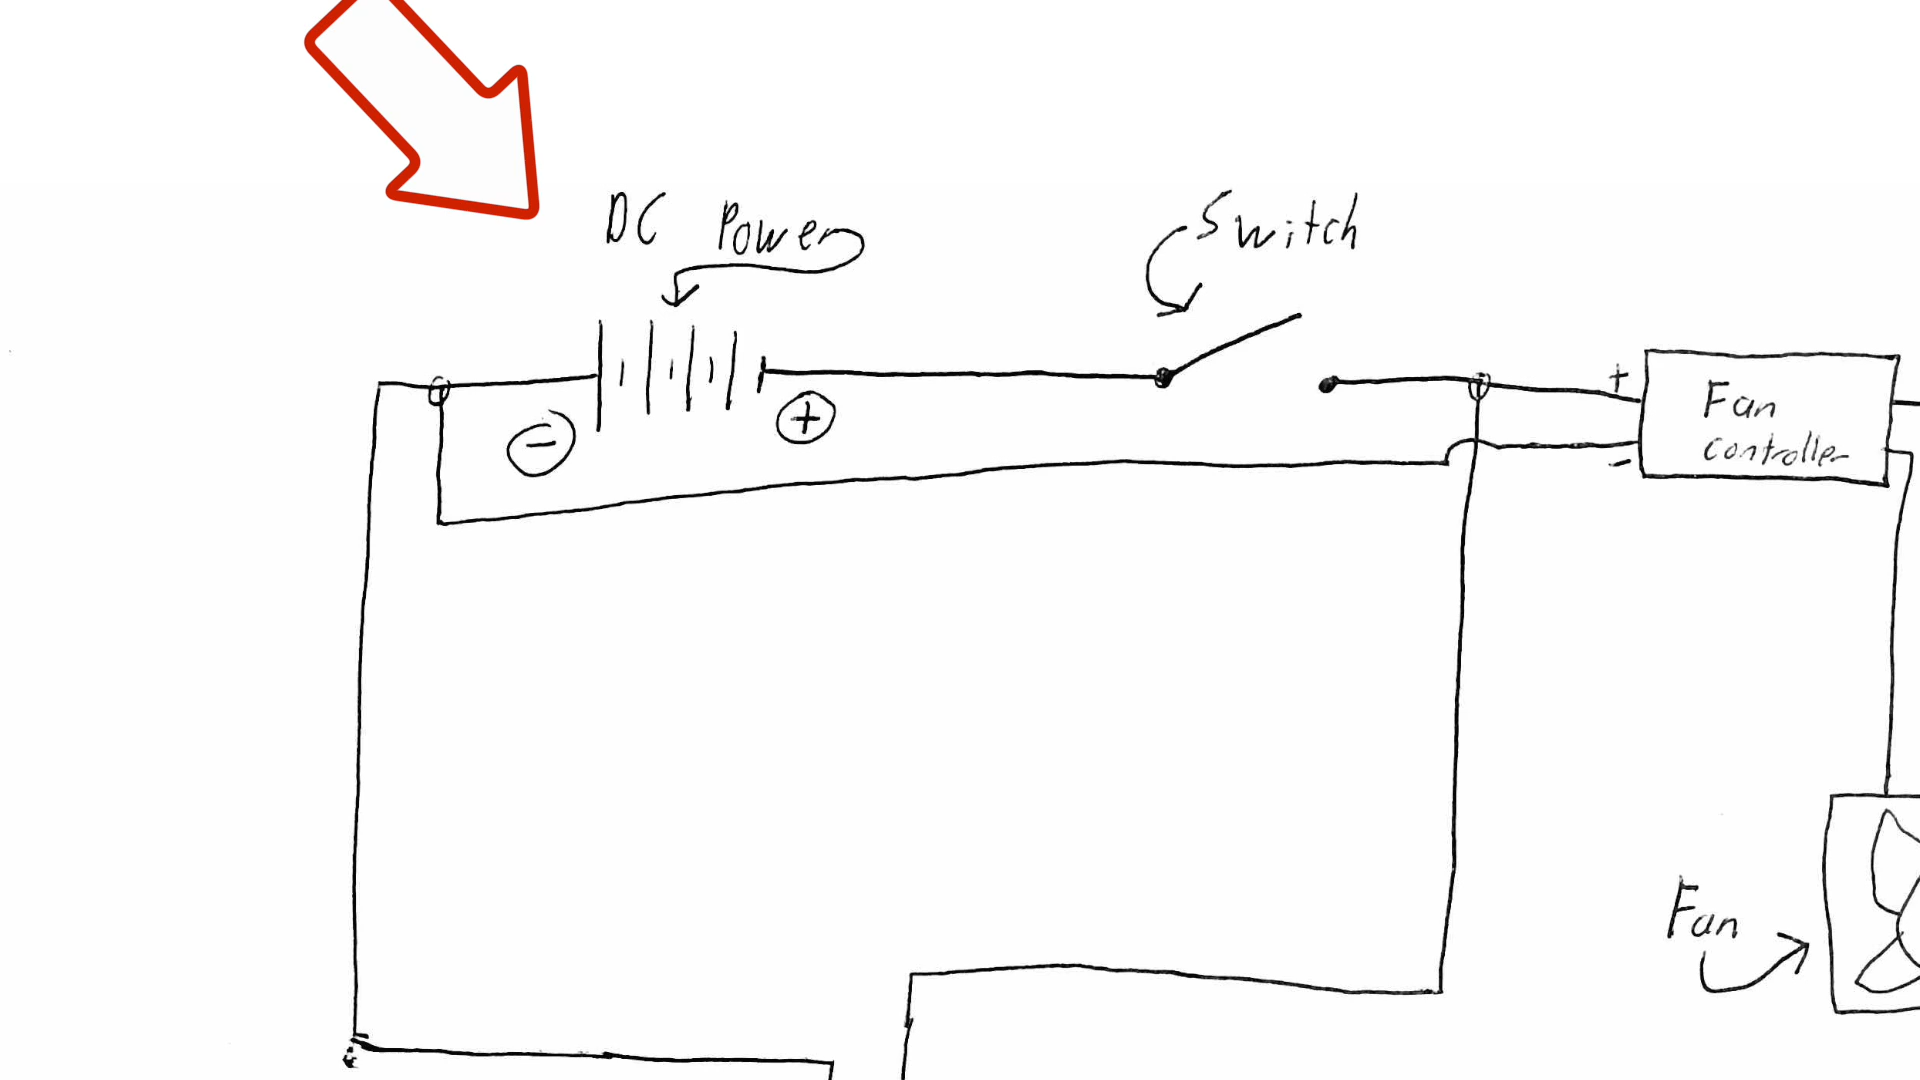 DC Power
Switch
+
Fan
controller
-
-
+
Fan